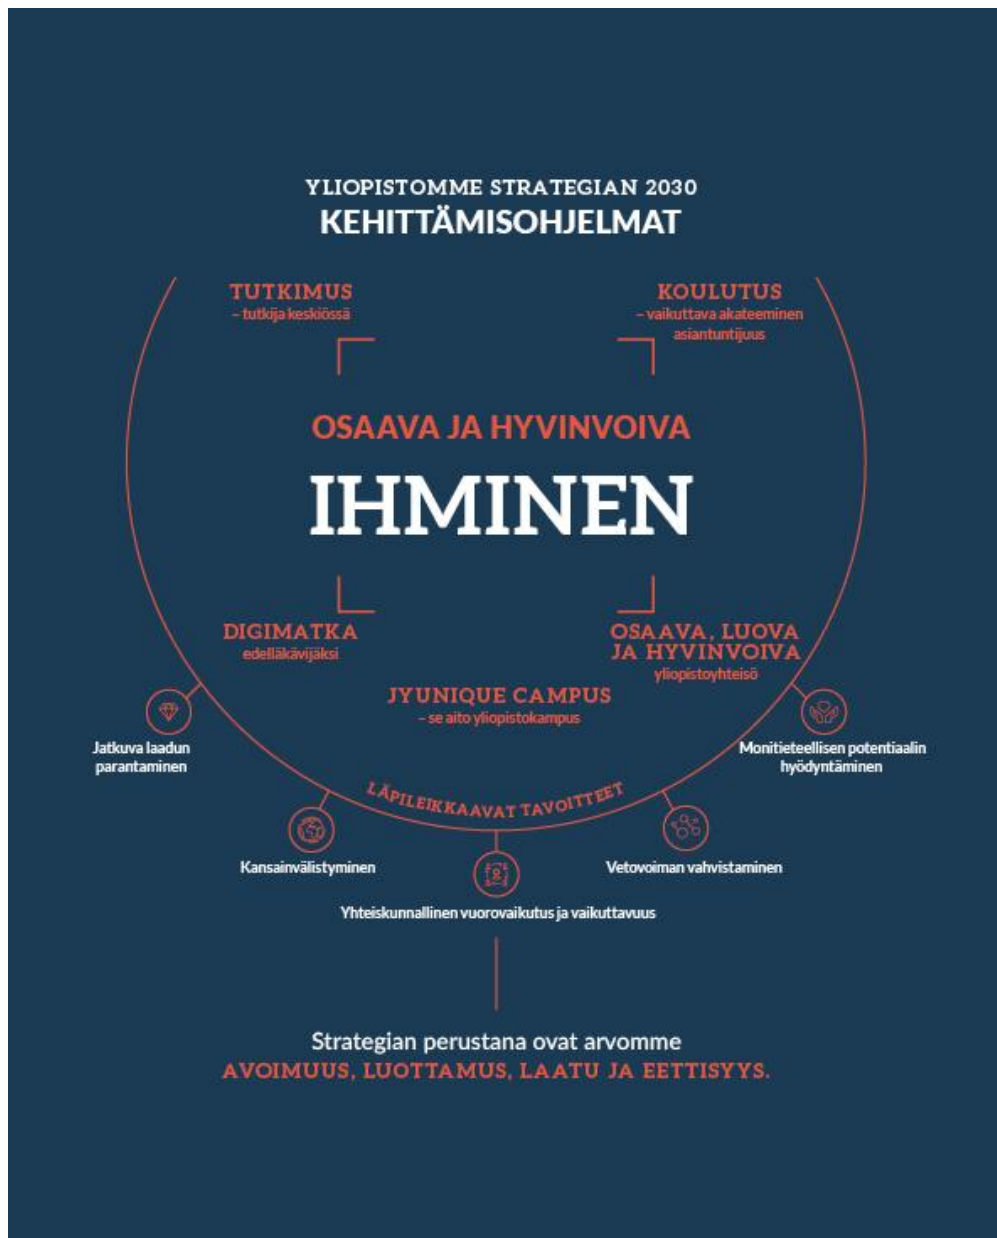 YLIOPISTOMME STRATEGIAN 2030
KEHITTÄMISOHJELMAT
TUTKIMUS
– tutkija keskiössä
KOULUTUS
– vaikuttava akateeminen
asiantuntijuus
OSAAVA JA HYVINVOIVA
IHMINEN
DIGIMATKA
edelläkävijäksi
OSAAVA, LUOVA
JA HYVINVOIVA
yliopistoyhteisö
JYUNIQUE CAMPUS
– se aito yliopistokampus
LÄPILEIKKAAVAT TAVOITTEET
Jatkuva laadun
parantaminen
Kansainvälistyminen
Yhteiskunnallinen vuorovaikutus ja vaikuttavuus
Vetovoiman vahvistaminen
Monitieteellisen potentiaalin
hyödyntäminen
Strategian perustana ovat arvomme
AVOIMUUS, LUOTTAMUS, LAATU JA EETTISYYS.